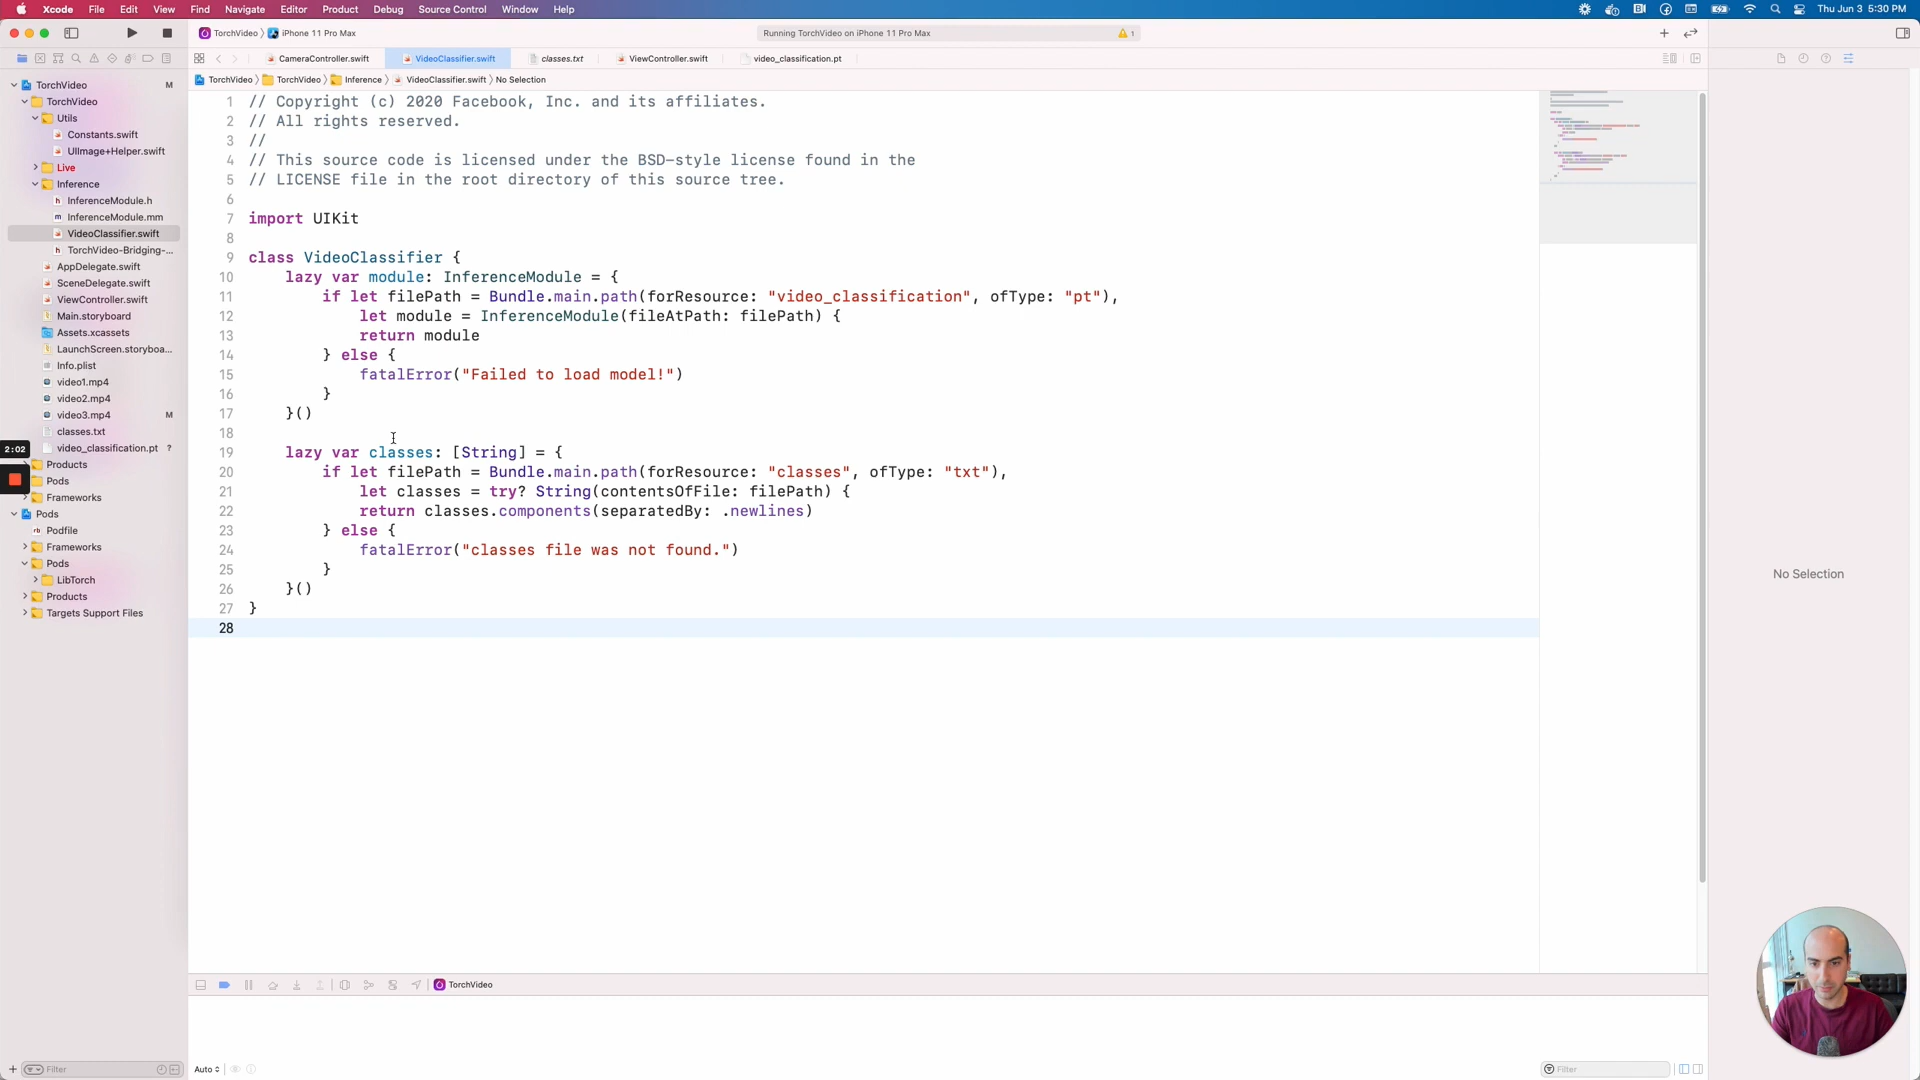 Xcode File Edit View Find Navigate Editor Product Debug Source Control Window Help Thu Jun 3 5:30 PM
TorchVideo iPhone 11 Pro Max Running TorchVideo on iPhone 11 Pro Max 1
CameraController.swift VideoClassifier.swift classes.txt ViewController.swift video_classification.pt
TorchVideo TorchVideo Inference VideoClassifier.swift No Selection
TorchVideo M
TorchVideo
Utils
Constants.swift
UIImage+Helper.swift
Live
Inference
InferenceModule.h
InferenceModule.mm
VideoClassifier.swift
TorchVideo-Bridging-...
AppDelegate.swift
SceneDelegate.swift
ViewController.swift
Main.storyboard
Assets.xcassets
LaunchScreen.storyboa...
Info.plist
video1.mp4
video2.mp4
video3.mp4 M
classes.txt
video_classification.pt ?
Products
Pods
Frameworks
Pods
Podfile
Frameworks
Pods
LibTorch
Products
Targets Support Files
2:02
1 // Copyright (c) 2020 Facebook, Inc. and its affiliates.
2 // All rights reserved.
3 //
4 // This source code is licensed under the BSD-style license found in the
5 // LICENSE file in the root directory of this source tree.
6
7 import UIKit
8
9 class VideoClassifier {
10 lazy var module: InferenceModule = {
11 if let filePath = Bundle.main.path(forResource: "video_classification", ofType: "pt"),
12 let module = InferenceModule(fileAtPath: filePath) {
13 return module
14 } else {
15 fatalError("Failed to load model!")
16 }
17 }()
18
19 lazy var classes: [String] = {
20 if let filePath = Bundle.main.path(forResource: "classes", ofType: "txt"),
21 let classes = try? String(contentsOfFile: filePath) {
22 return classes.components(separatedBy: .newlines)
23 } else {
24 fatalError("classes file was not found.")
25 }
26 }()
27 }
28
No Selection
TorchVideo
Filter
Auto
Filter